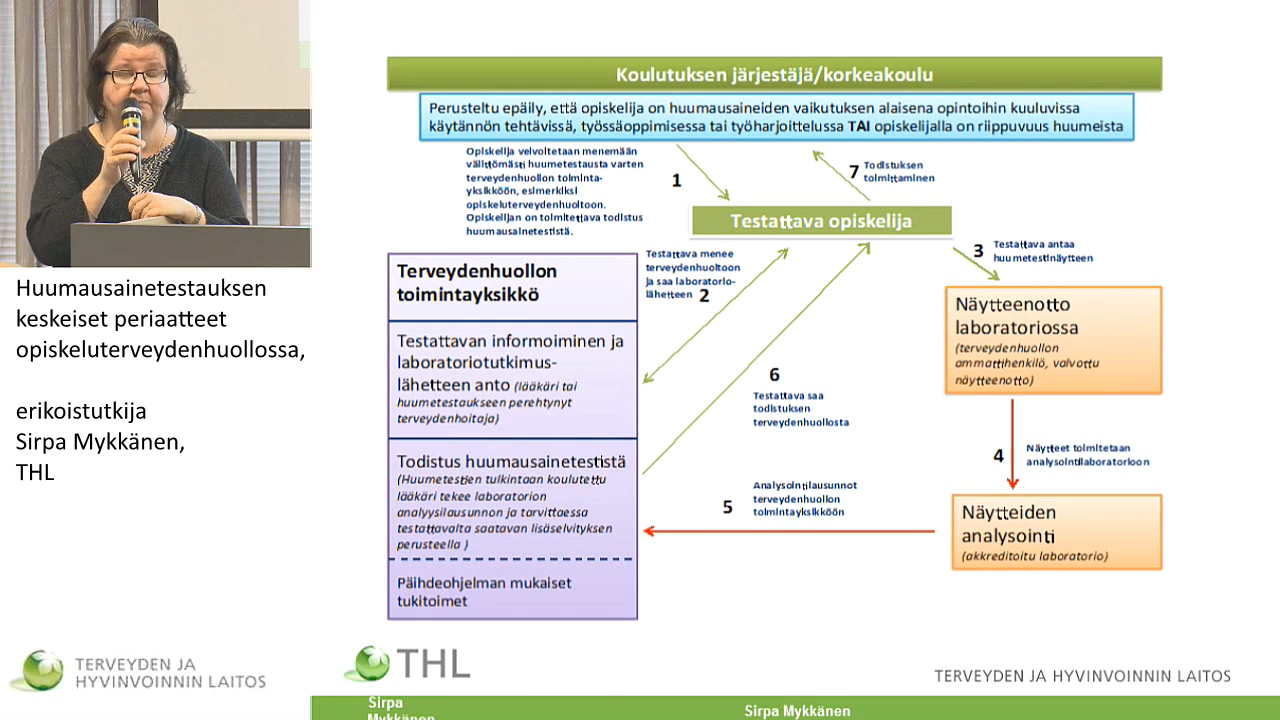 Huumausainetestauksen
keskeiset periaatteet
opiskeluterveydenhuollossa,
erikoistutkija
Sirpa Mykkänen,
THL
TERVEYDEN JA
HYVINVOINNIN LAITOS
Koulutuksen järjestäjä/korkeakoulu
Perusteltu epäily, että opiskelija on huumausaineiden vaikutuksen alaisena opintoihin kuuluvissa
käytännön tehtävissä, työssäoppimisessa tai työharjoittelussa TAI opiskelijalla on riippuvuus huumeista
Opiskelija velvoitetaan menemään
välittömästi huumetestausta varten
terveydenhuollon toiminta-
yksikköön, esimerkiksi
opiskeluterveydenhuoltoon.
Opiskelijan on toimitettava todistus
huumausainetestistä.
1
7
Todistuksen
toimittaminen
Testattava opiskelija
Testattava menee
terveydenhuoltoon
ja saa laboratorio-
lähetteen 2
3
Testattava antaa
huumetestinäytteen
Terveydenhuollon
toimintayksikkö
Testattavan informoiminen ja
laboratoriotutkimus-
lähetteen anto (lääkäri tai
huumetestaukseen perehtynyt
terveydenhoitaja)
Todistus huumausainetestistä
(Huumetestien tulkintaan koulutettu
lääkäri tekee laboratorion
analyysilausunnon ja tarvittaessa
testattavalta saatavan lisäselvityksen
perusteella )
Päihdeohjelman mukaiset
tukitoimet
Näytteenotto
laboratoriossa
(terveydenhuollon
ammattihenkilö, valvottu
näytteenotto)
6
Testattava saa
todistuksen
terveydenhuollosta
4
Näytteet toimitetaan
analysointilaboratorioon
5
Analysointilausunnot
terveydenhuollon
toimintayksikköön
Näytteiden
analysointi
(akkreditoitu laboratorio)
THL
TERVEYDEN JA HYVINVOINNIN LAITOS
Sirpa
Mykkänen
Sirpa Mykkänen